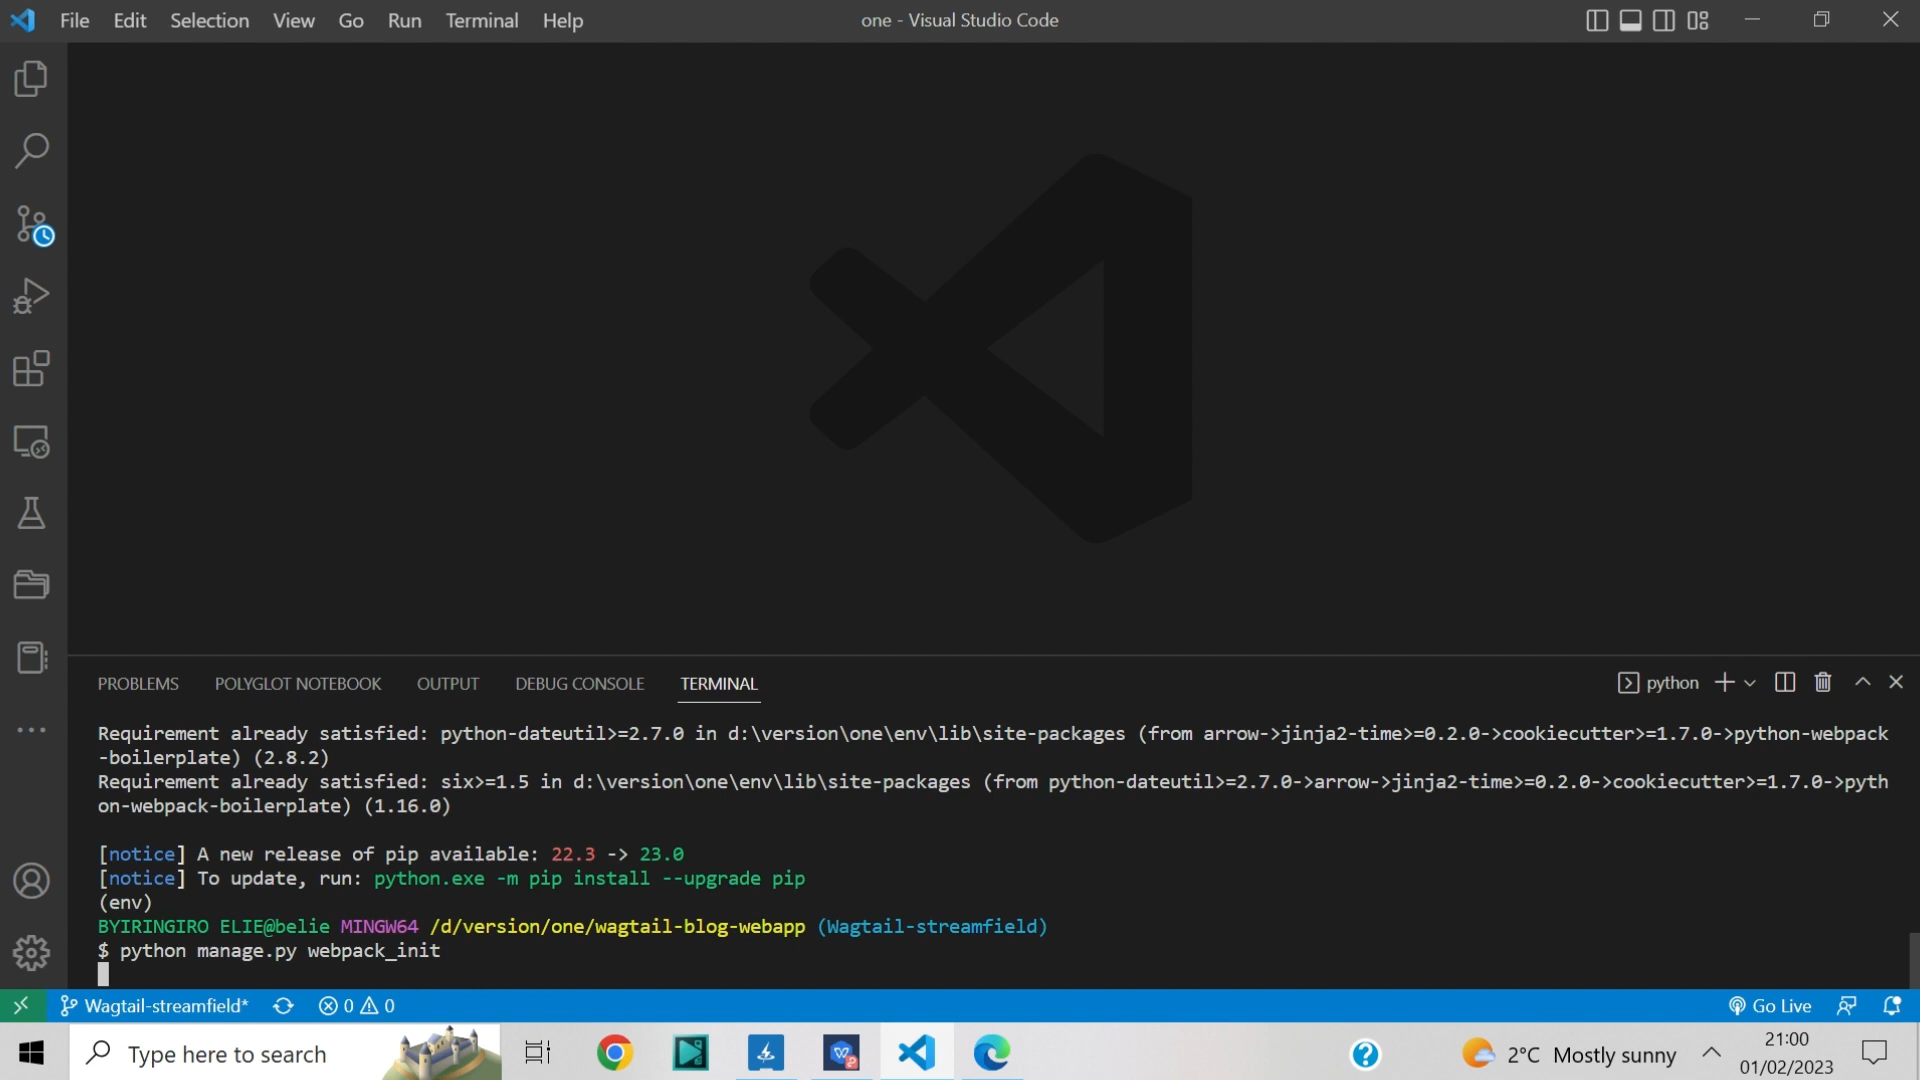 File Edit Selection View Go Run Terminal Help
one - Visual Studio Code
PROBLEMS POLYGLOT NOTEBOOK OUTPUT DEBUG CONSOLE TERMINAL
python
Requirement already satisfied: python-dateutil>=2.7.0 in d:\version\one\env\lib\site-packages (from arrow->jinja2-time>=0.2.0->cookiecutter>=1.7.0->python-webpack
-boilerplate) (2.8.2)
Requirement already satisfied: six>=1.5 in d:\version\one\env\lib\site-packages (from python-dateutil>=2.7.0->arrow->jinja2-time>=0.2.0->cookiecutter>=1.7.0->pyth
on-webpack-boilerplate) (1.16.0)
[notice] A new release of pip available: 22.3 -> 23.0
[notice] To update, run: python.exe -m pip install --upgrade pip
(env)
BYIRINGIRO ELIE@belie MINGW64 /d/version/one/wagtail-blog-webapp (Wagtail-streamfield)
$ python manage.py webpack_init
Wagtail-streamfield* 0 0 Go Live
Type here to search
2°C Mostly sunny
21:00
01/02/2023